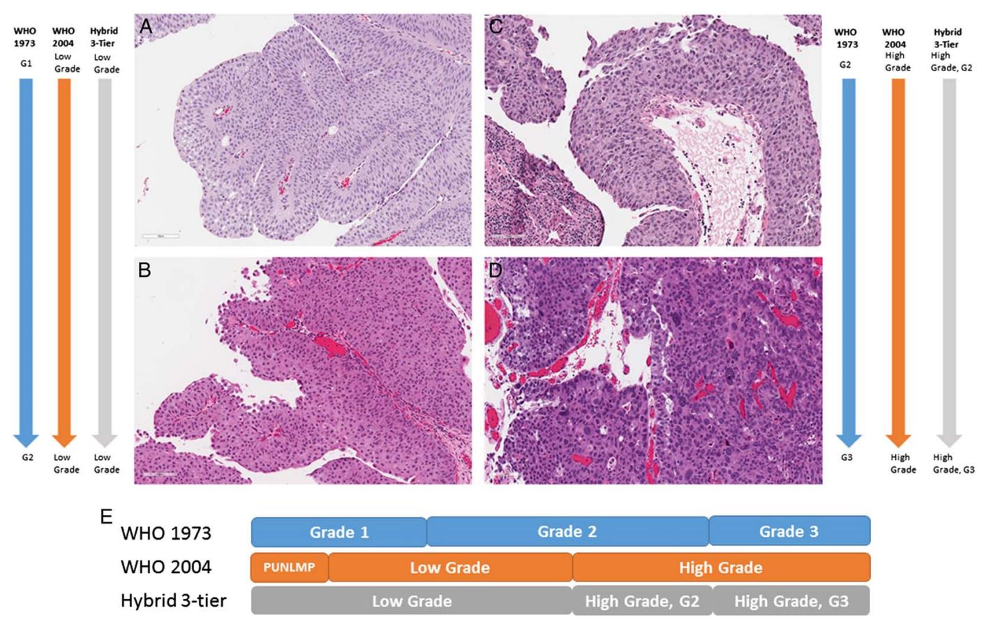 WHO 1973
WHO 2004
Hybrid 3-Tier
G1
Low Grade
Low Grade
G2
Low Grade
Low Grade
A
B
C
D
WHO 1973
WHO 2004
Hybrid 3-Tier
G2
High Grade
High Grade, G2
G3
High Grade
High Grade, G3
E
WHO 1973
Grade 1
Grade 2
Grade 3
WHO 2004
PUNLMP
Low Grade
High Grade
Hybrid 3-tier
Low Grade
High Grade, G2
High Grade, G3